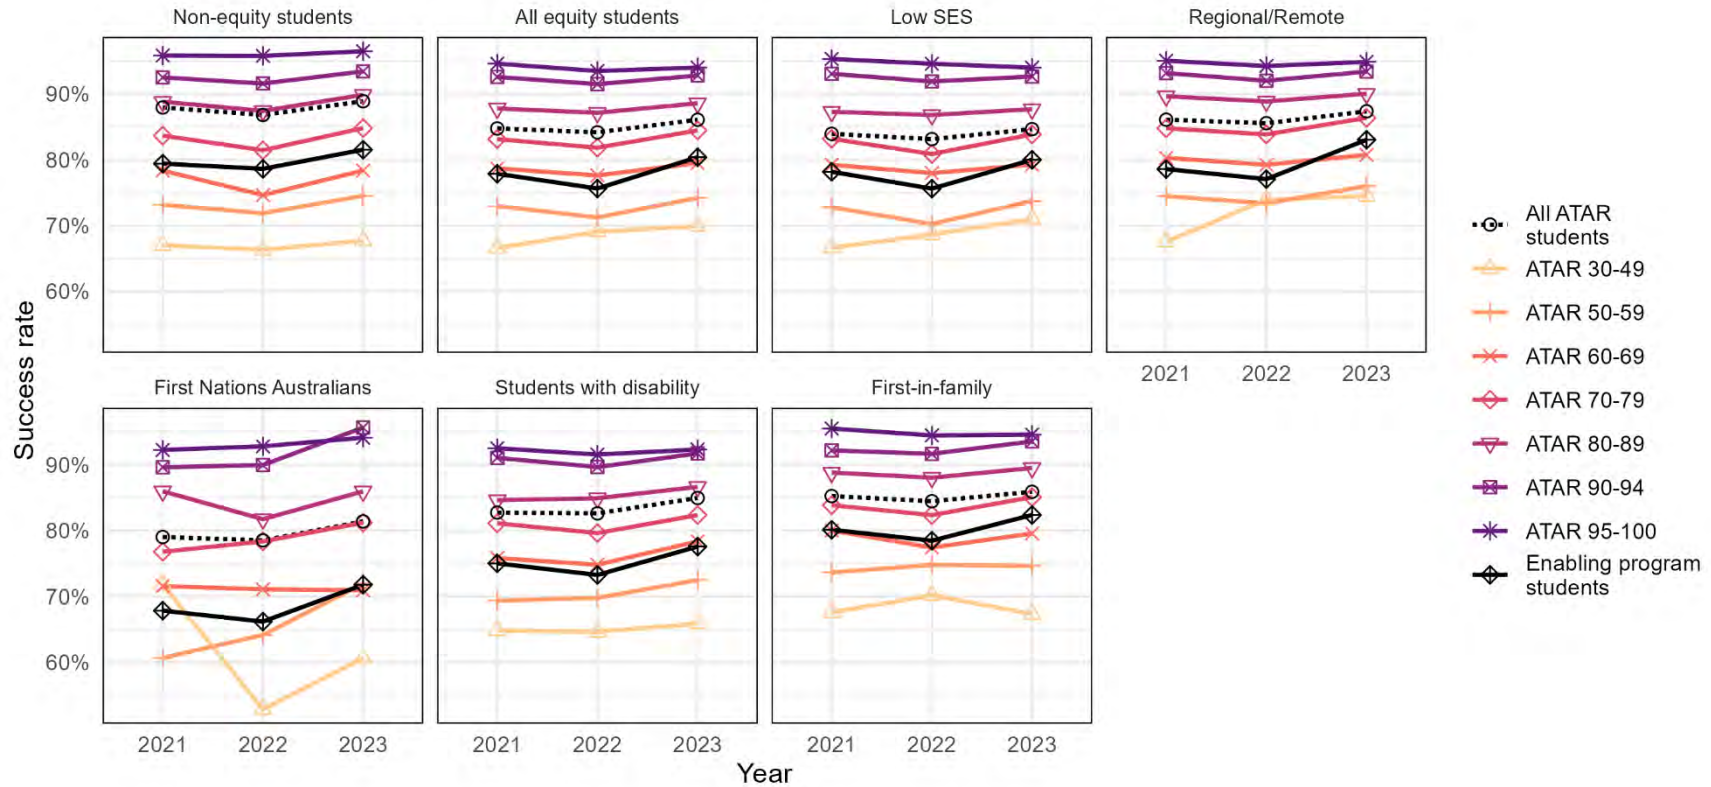 Non-equity students
All equity students
Low SES
Regional/Remote
90%
80%
70%
60%
2021
2022
2023
First Nations Australians
Students with disability
First-in-family
90%
80%
70%
60%
2021
2022
2023
2021
2022
2023
2021
2022
2023
Success rate
Year
All ATAR
students
ATAR 30-49
ATAR 50-59
ATAR 60-69
ATAR 70-79
ATAR 80-89
ATAR 90-94
ATAR 95-100
Enabling program
students